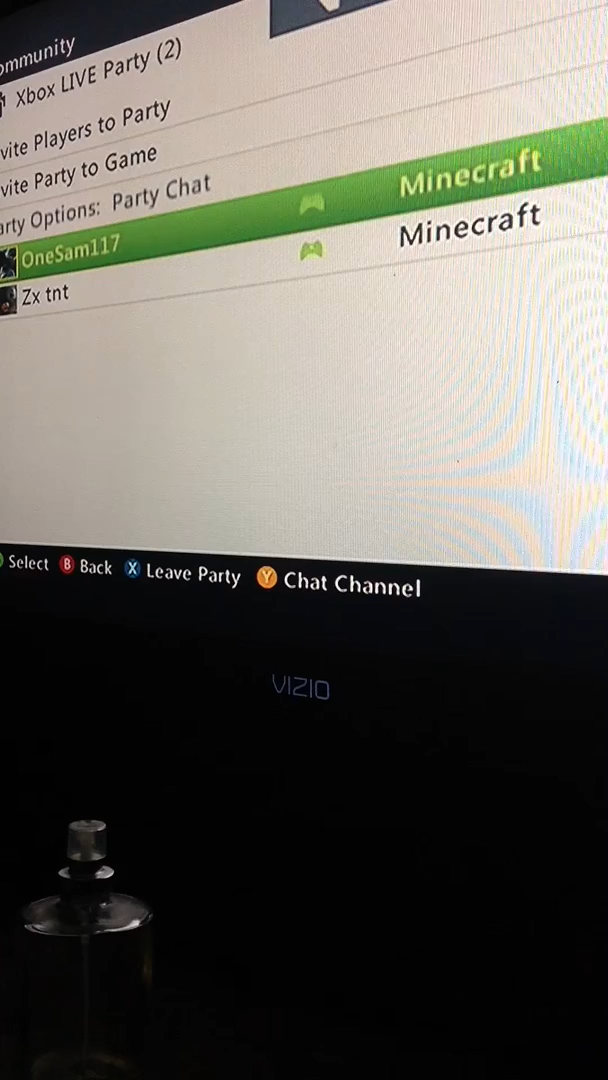 ommunity
Xbox LIVE Party (2)
vite Players to Party
vite Party to Game
arty Options: Party Chat
OneSam117 Minecraft
Zx tnt Minecraft
Select B Back X Leave Party Y Chat Channel
VIZIO